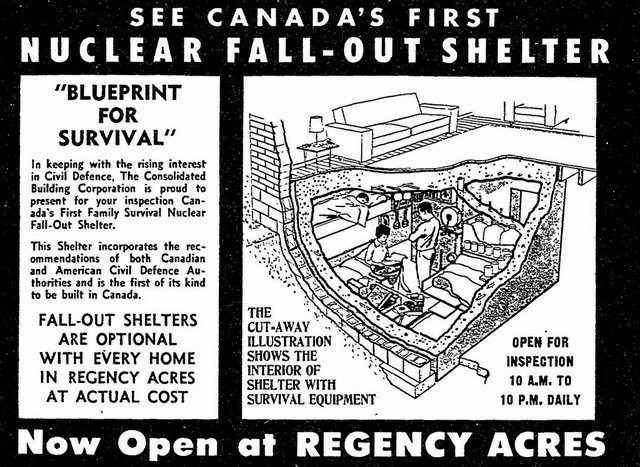 SEE CANADA'S FIRST
NUCLEAR FALL-OUT SHELTER
"BLUEPRINT
FOR
SURVIVAL"
In keeping with the rising interest
in Civil Defence, The Consolidated
Building Corporation is proud to
present for your inspection Can-
ada's First Family Survival Nuclear
Fall-Out Shelter.
This Shelter incorporates the rec-
ommendations of both Canadian
and American Civil Defence Au-
thorities and is the first of its kind
to be built in Canada.
FALL-OUT SHELTERS
ARE OPTIONAL
WITH EVERY HOME
IN REGENCY ACRES
AT ACTUAL COST
THE
CUT-AWAY
ILLUSTRATION
SHOWS THE
INTERIOR OF
SHELTER WITH
SURVIVAL EQUIPMENT
OPEN FOR
INSPECTION
10 A.M. TO
10 P.M. DAILY
Now Open at REGENCY ACRES